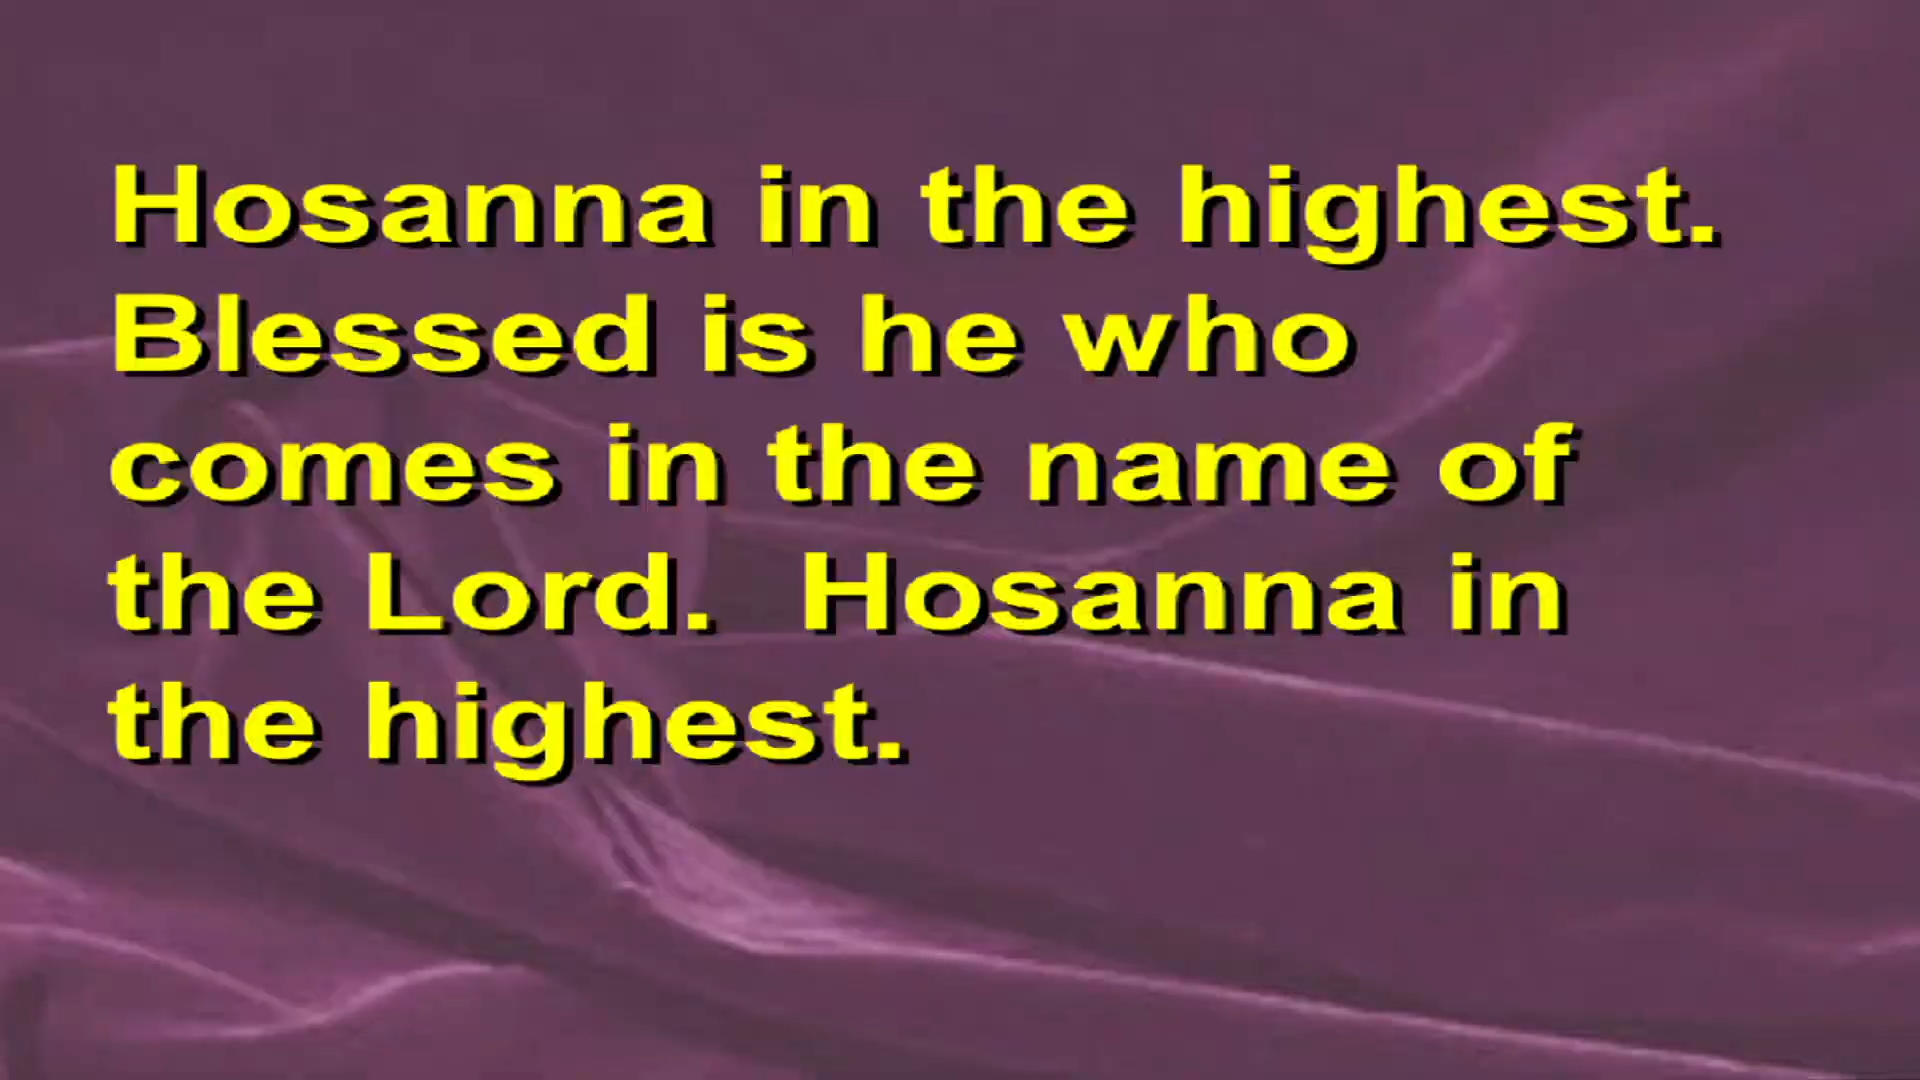 Hosanna in the highest.
Blessed is he who
comes in the name of
the Lord.  Hosanna in
the highest.